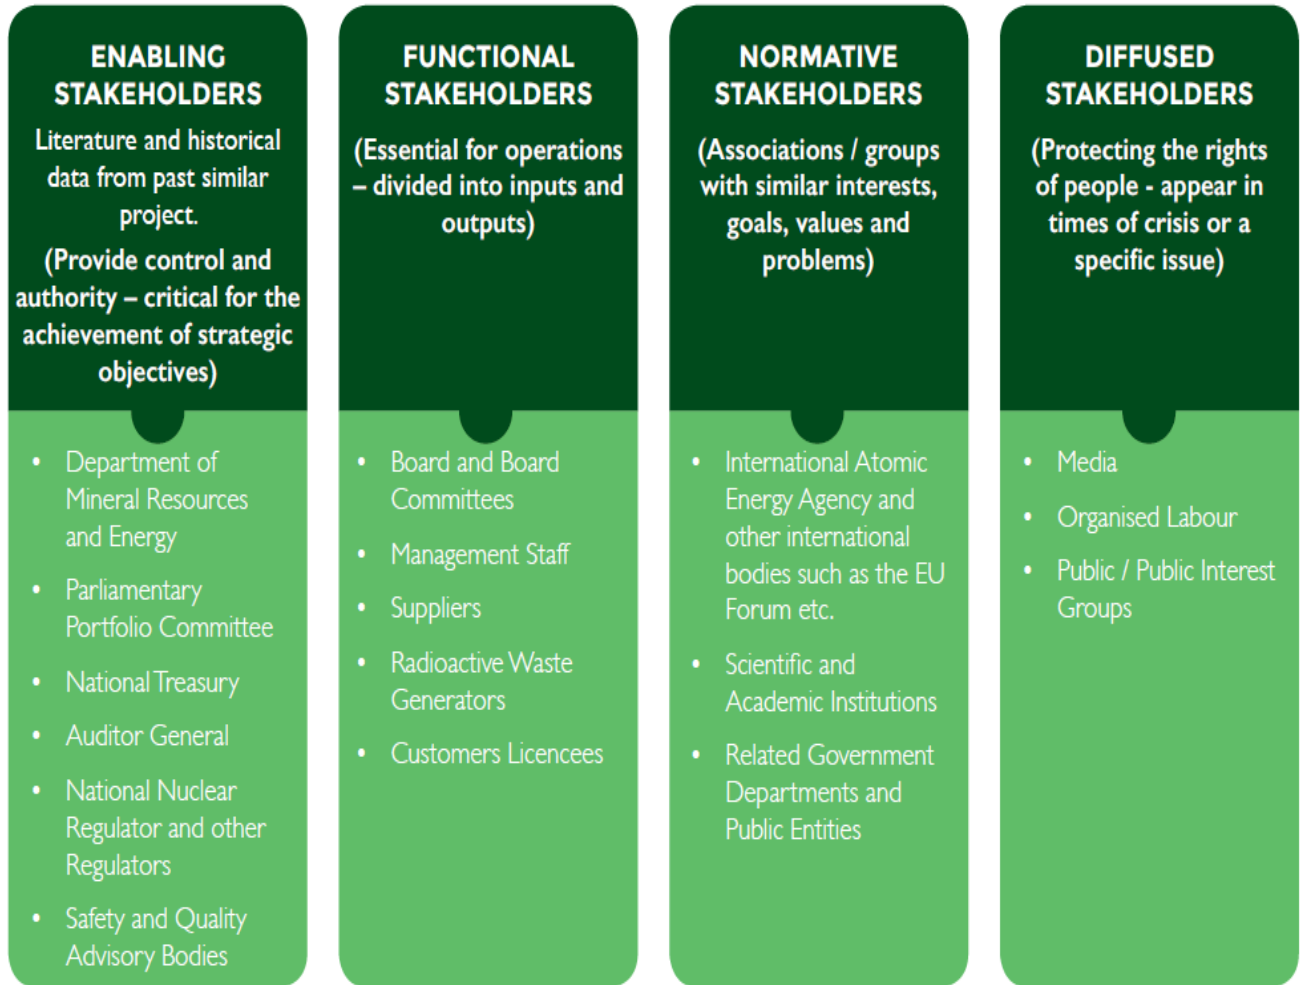 ENABLING
STAKEHOLDERS
Literature and historical
data from past similar
project.
(Provide control and
authority – critical for the
achievement of strategic
objectives)
• Department of
Mineral Resources
and Energy
• Parliamentary
Portfolio Committee
• National Treasury
• Auditor General
• National Nuclear
Regulator and other
Regulators
• Safety and Quality
Advisory Bodies
FUNCTIONAL
STAKEHOLDERS
(Essential for operations
– divided into inputs and
outputs)
• Board and Board
Committees
• Management Staff
• Suppliers
• Radioactive Waste
Generators
• Customers Licencees
NORMATIVE
STAKEHOLDERS
(Associations / groups
with similar interests,
goals, values and
problems)
• International Atomic
Energy Agency and
other international
bodies such as the EU
Forum etc.
• Scientific and
Academic Institutions
• Related Government
Departments and
Public Entities
DIFFUSED
STAKEHOLDERS
(Protecting the rights
of people - appear in
times of crisis or a
specific issue)
• Media
• Organised Labour
• Public / Public Interest
Groups